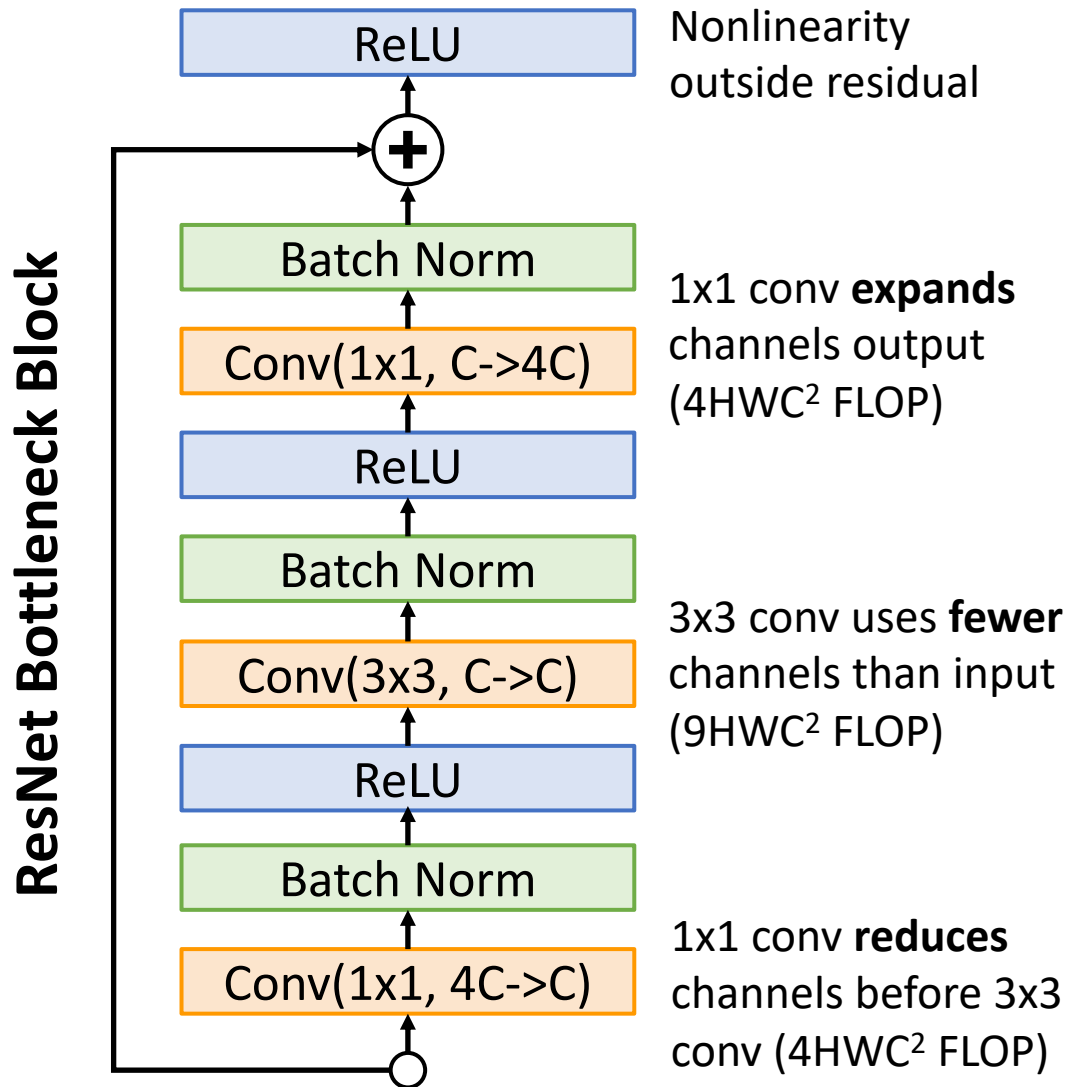 ResNet Bottleneck Block
ReLU
Nonlinearity
outside residual
+
Batch Norm
Conv(1x1, C->4C)
1x1 conv expands
channels output
(4HWC² FLOP)
ReLU
Batch Norm
Conv(3x3, C->C)
3x3 conv uses fewer
channels than input
(9HWC² FLOP)
ReLU
Batch Norm
Conv(1x1, 4C->C)
1x1 conv reduces
channels before 3x3
conv (4HWC² FLOP)